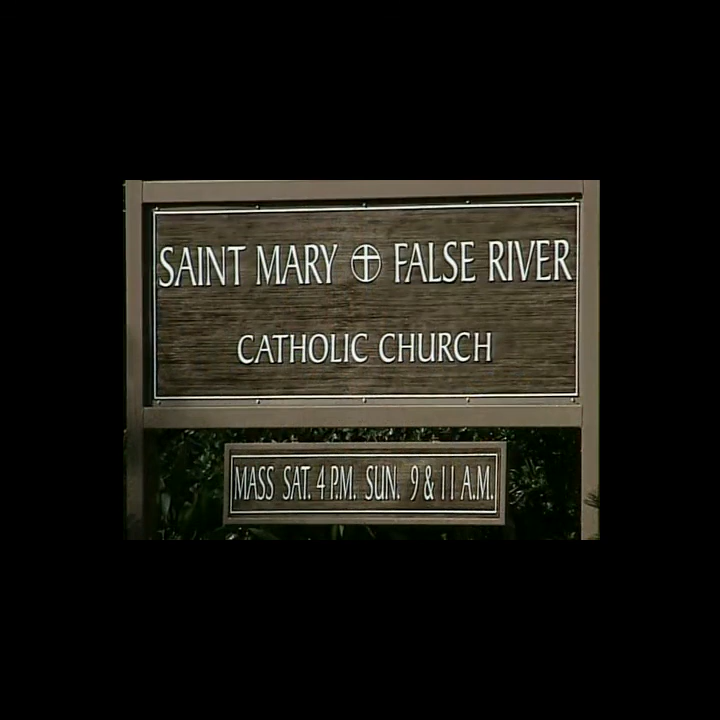 SAINT MARY FALSE RIVER
CATHOLIC CHURCH
MASS SAT. 4 P.M. SUN. 9 & 11 A.M.